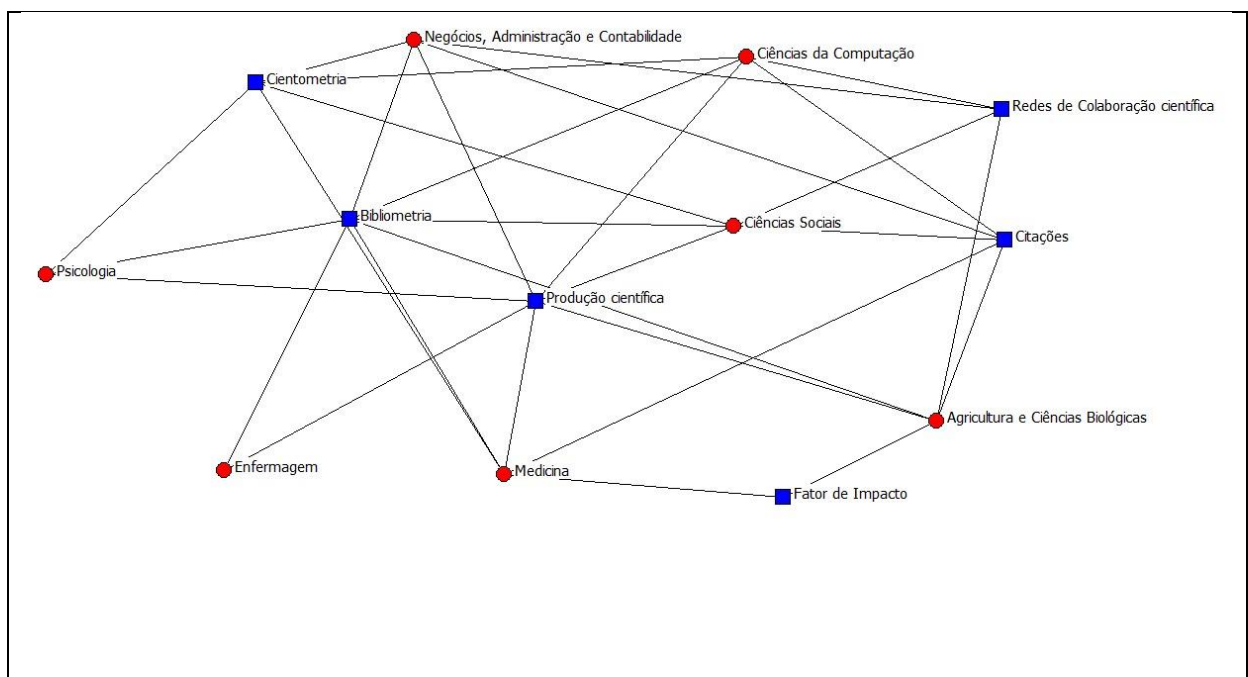 Negócios, Administração e Contabilidade
Ciências da Computação
Cientometria
Redes de Colaboração científica
Bibliometria
Ciências Sociais
Citações
Psicologia
Produção científica
Agricultura e Ciências Biológicas
Enfermagem
Medicina
Fator de Impacto